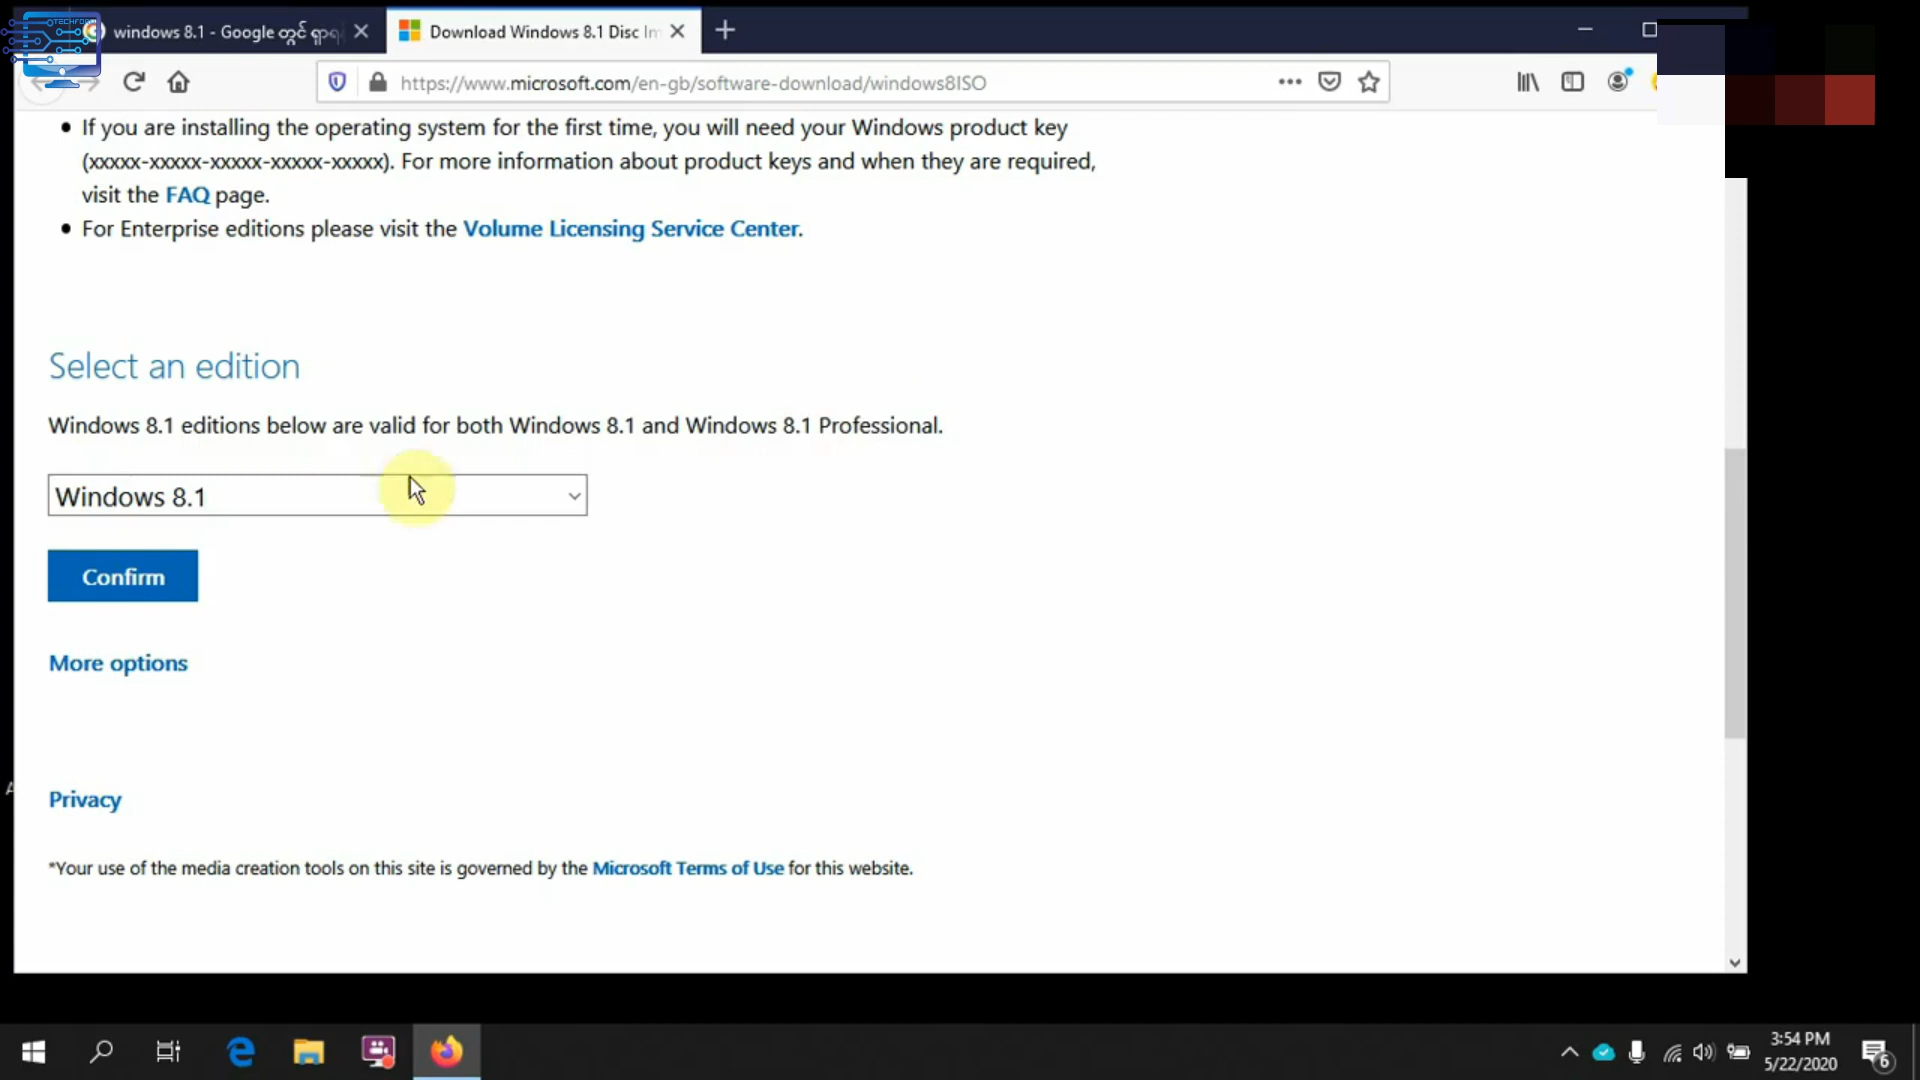 TECHFORM
windows 8.1 - Google တွင် ရှာရ
Download Windows 8.1 Disc Im
https://www.microsoft.com/en-gb/software-download/windows8ISO
If you are installing the operating system for the first time, you will need your Windows product key
(xxxxx-xxxxx-xxxxx-xxxxx-xxxxx). For more information about product keys and when they are required,
visit the FAQ page.
For Enterprise editions please visit the Volume Licensing Service Center.
Select an edition
Windows 8.1 editions below are valid for both Windows 8.1 and Windows 8.1 Professional.
Windows 8.1
Confirm
More options
Privacy
*Your use of the media creation tools on this site is governed by the Microsoft Terms of Use for this website.
3:54 PM
5/22/2020
6